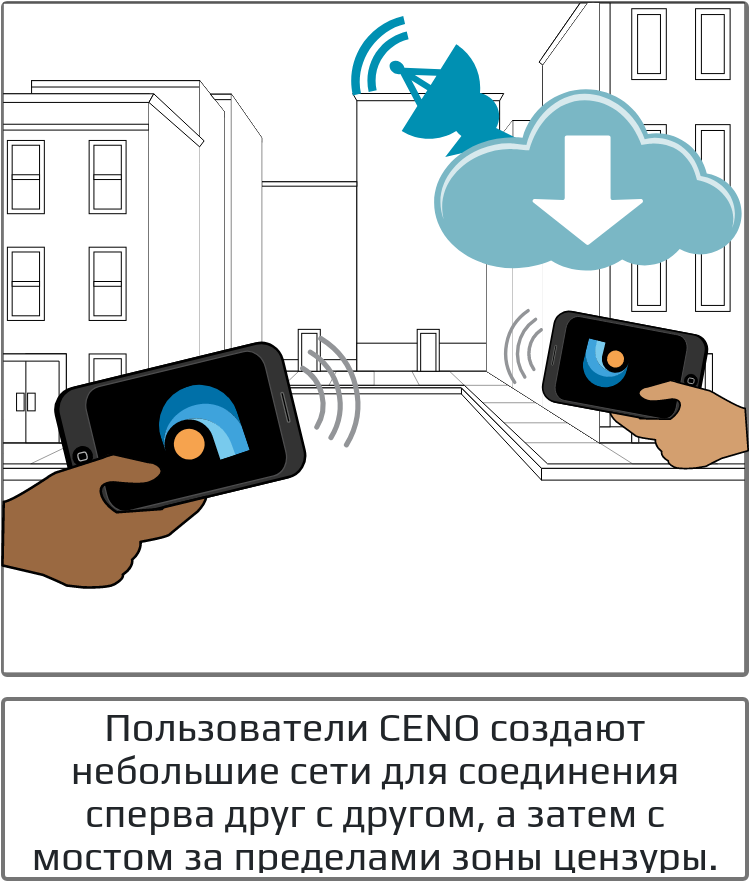 Пользователи CENO создают
небольшие сети для соединения
сперва друг с другом, а затем с
мостом за пределами зоны цензуры.